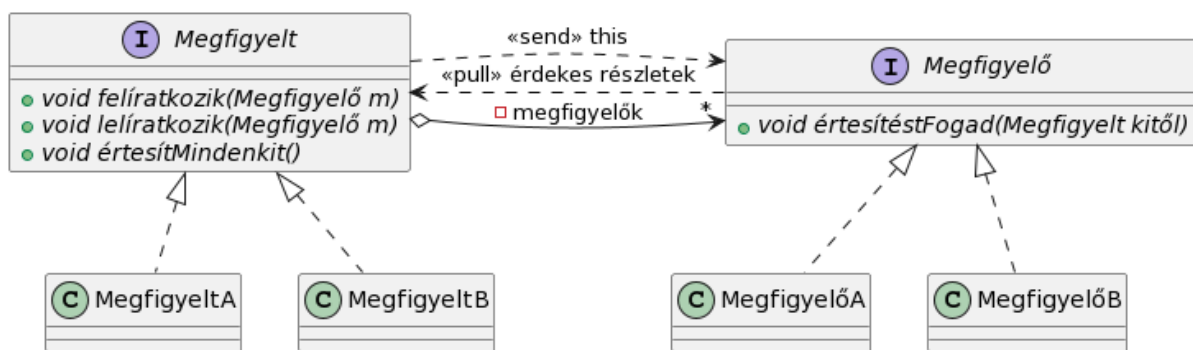 I Megfigyelt
void felíratkozik(Megfigyelő m)
void lelíratkozik(Megfigyelő m)
void értesítMindenkit()
«send» this
«pull» érdekes részletek
megfigyelők
*
I Megfigyelő
void értesítéstFogad(Megfigyelt kitől)
C MegfigyeltA
C MegfigyeltB
C MegfigyelőA
C MegfigyelőB